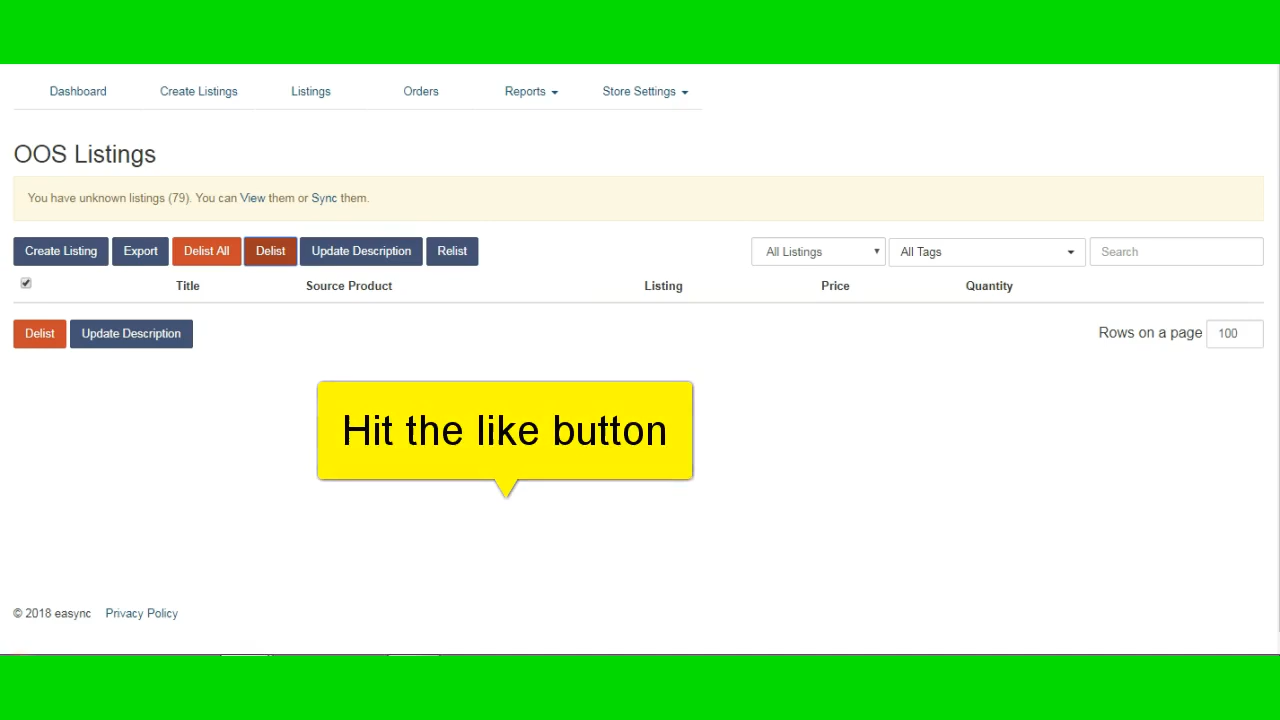 Dashboard Create Listings Listings Orders Reports Store Settings
OOS Listings
You have unknown listings (79). You can View them or Sync them.
Create Listing Export Delist All Delist Update Description Relist All Listings All Tags Search
Title Source Product Listing Price Quantity
Delist Update Description Rows on a page 100
Hit the like button
© 2018 easync Privacy Policy